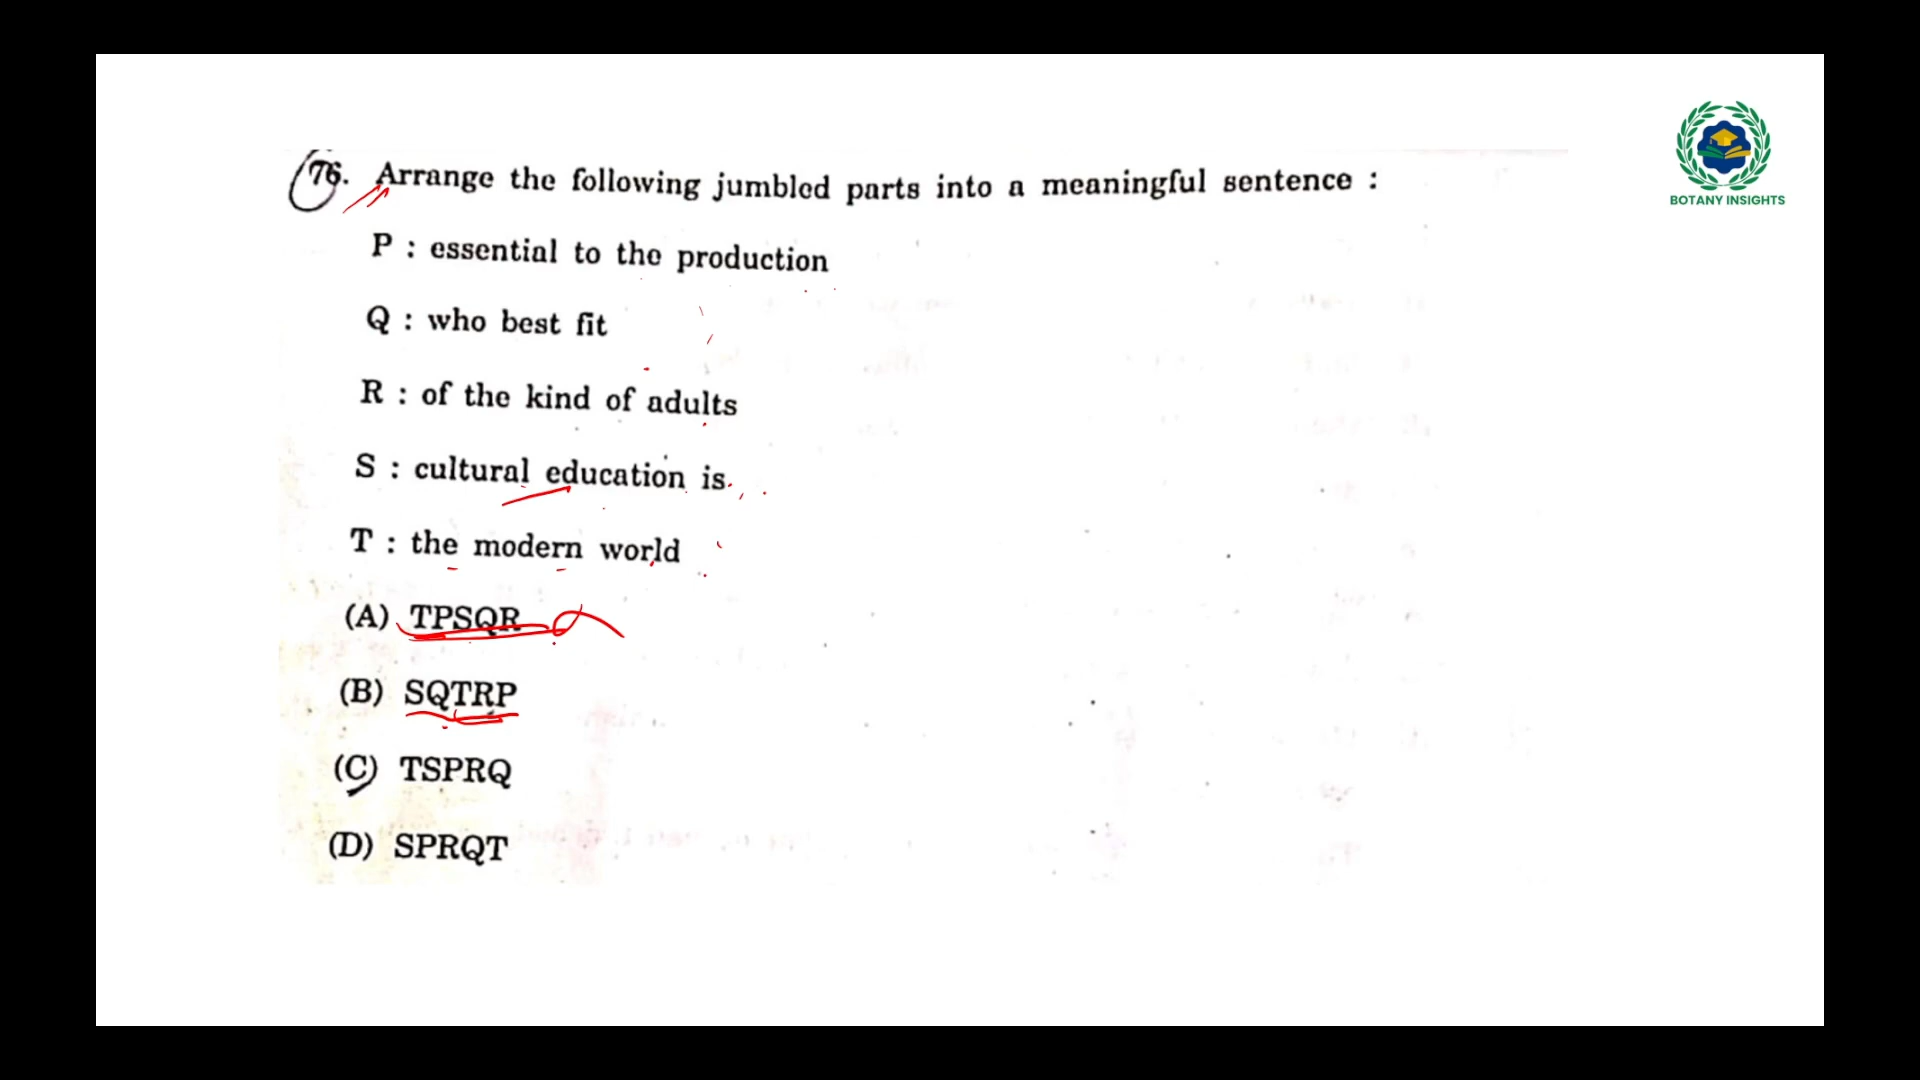 BOTANY INSIGHTS
76. Arrange the following jumbled parts into a meaningful sentence :
P : essential to the production
Q : who best fit
R : of the kind of adults
S : cultural education is
T : the modern world
(A) TPSQR
(B) SQTRP
(C) TSPRQ
(D) SPRQT